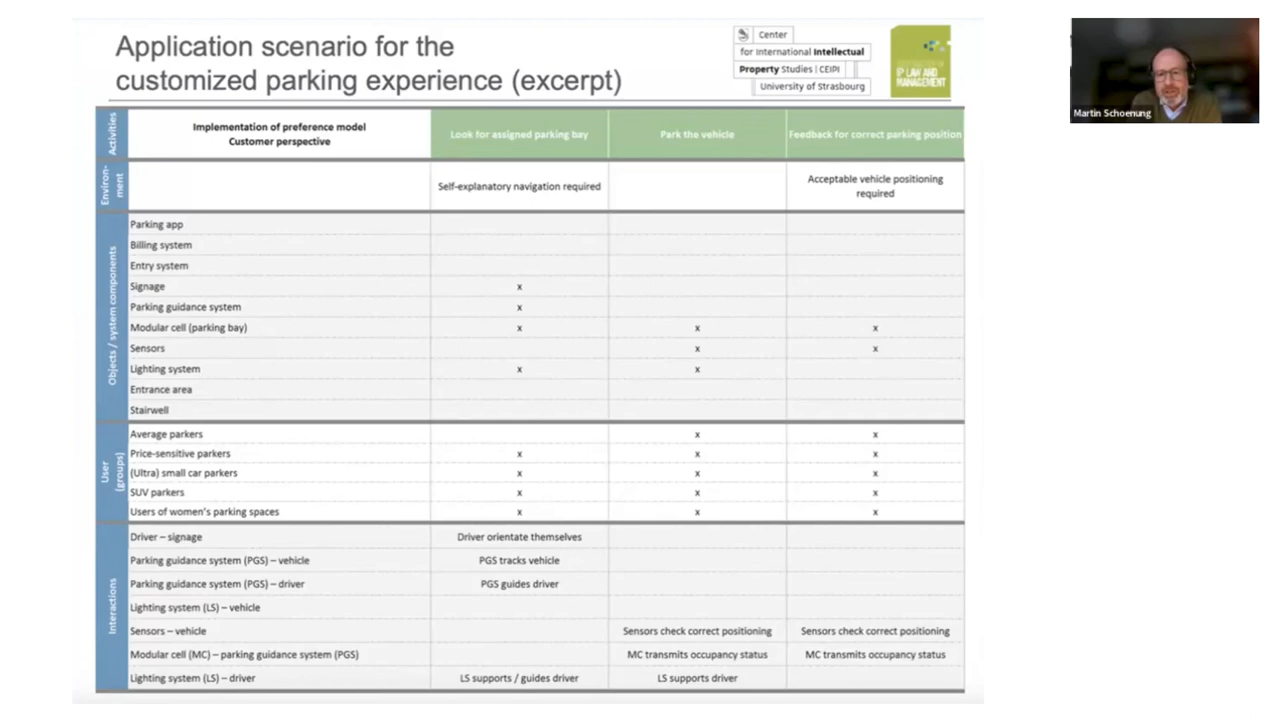 Application scenario for the
customized parking experience (excerpt)
Center
for International Intellectual
Property Studies | CEIPI
University of Strasbourg
IP LAW AND
MANAGEMENT
Martin Schoenung
Activities
Implementation of preference model
Customer perspective
Look for assigned parking bay
Park the vehicle
Feedback for correct parking position
Environ-
ment
Self-explanatory navigation required
Acceptable vehicle positioning
required
Objects / system components
Parking app
Billing system
Entry system
Signage x
Parking guidance system x
Modular cell (parking bay) x x x
Sensors x x
Lighting system x x
Entrance area
Stairwell
User
(groups)
Average parkers x x
Price-sensitive parkers x x x
(Ultra) small car parkers x x x
SUV parkers x x x
Users of women's parking spaces x x x
Interactions
Driver – signage Driver orientate themselves
Parking guidance system (PGS) – vehicle PGS tracks vehicle
Parking guidance system (PGS) – driver PGS guides driver
Lighting system (LS) – vehicle
Sensors – vehicle Sensors check correct positioning Sensors check correct positioning
Modular cell (MC) – parking guidance system (PGS) MC transmits occupancy status MC transmits occupancy status
Lighting system (LS) – driver LS supports / guides driver LS supports driver